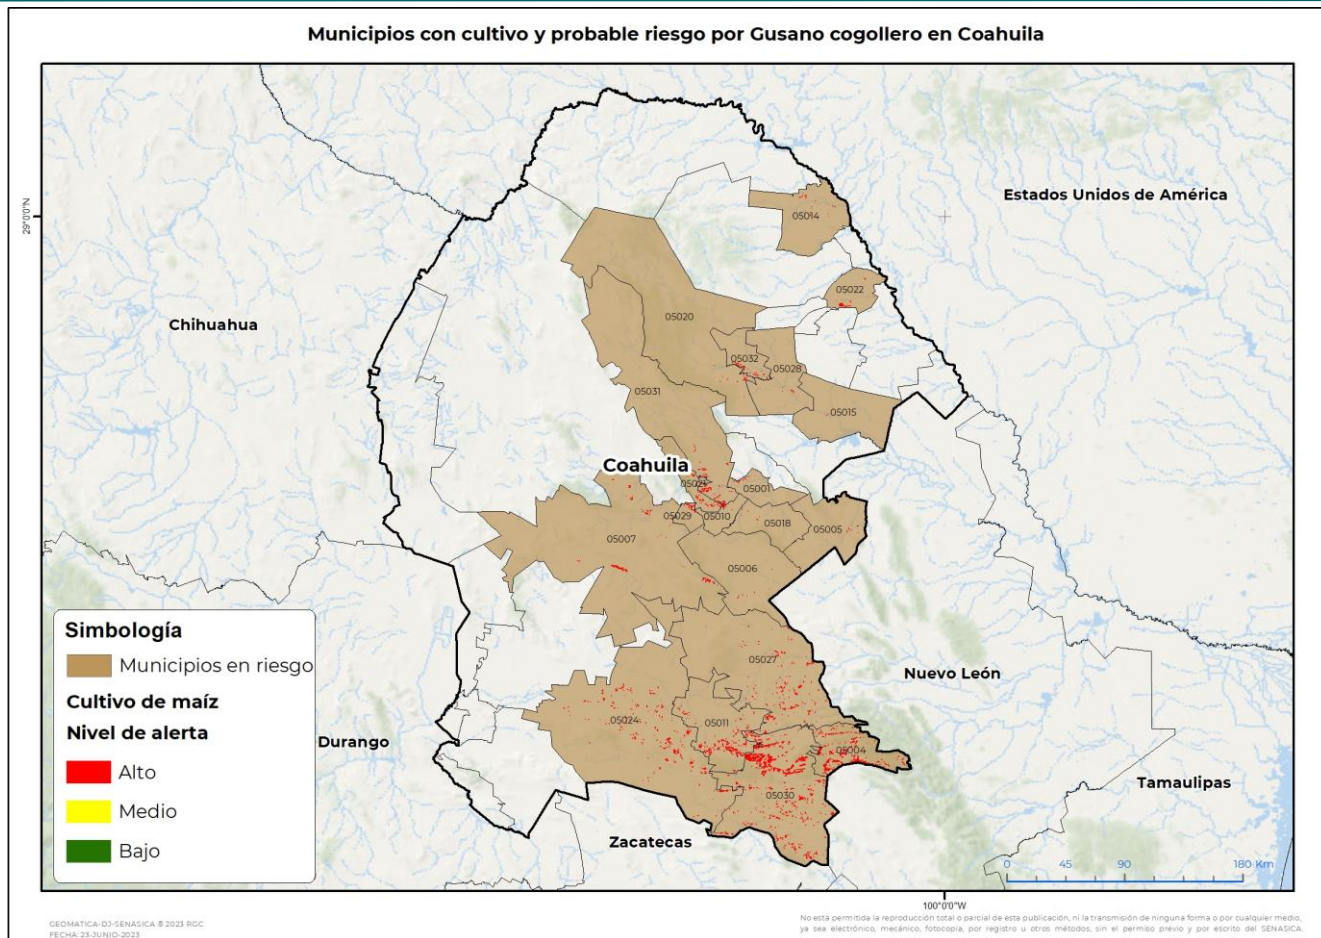 Municipios con cultivo y probable riesgo por Gusano cogollero en Coahuila
29°0'0"N
Estados Unidos de América
05014
05022
Chihuahua
05020
05032
05028
05031
05015
Coahuila
05001
05029
05010
05018
05005
05007
05006
Simbología
Municipios en riesgo
Cultivo de maíz
Nivel de alerta
Alto
Medio
Bajo
05027
Nuevo León
05024
05011
05004
Durango
05030
Tamaulipas
Zacatecas
0 45 90 180 Km
100°0'0"W
GEOMATICA-DJ-SENASICA ® 2023 RGC
FECHA: 23-JUNIO-2023
No está permitida la reproducción total o parcial de esta publicación, ni la transmisión de ninguna forma o por cualquier medio,
ya sea electrónico, mecánico, fotocopia, por registro u otros métodos, sin el permiso previo y por escrito del SENASICA.